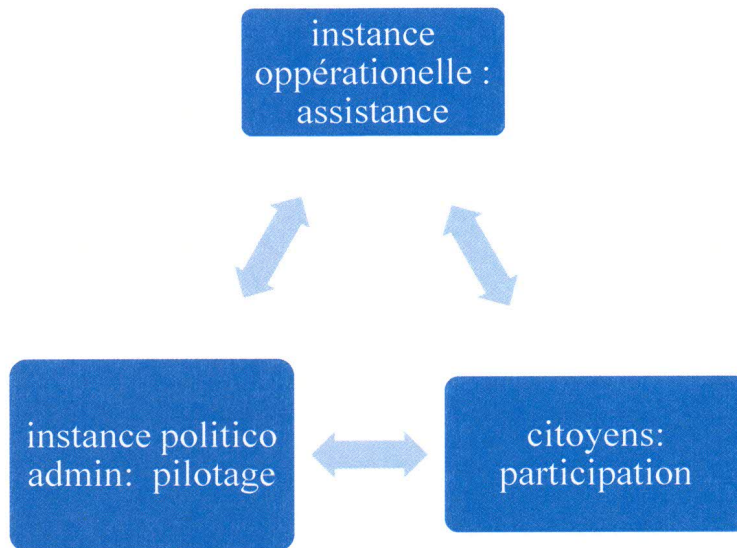 instance
oppérationelle :
assistance
instance politico
admin: pilotage
citoyens:
participation